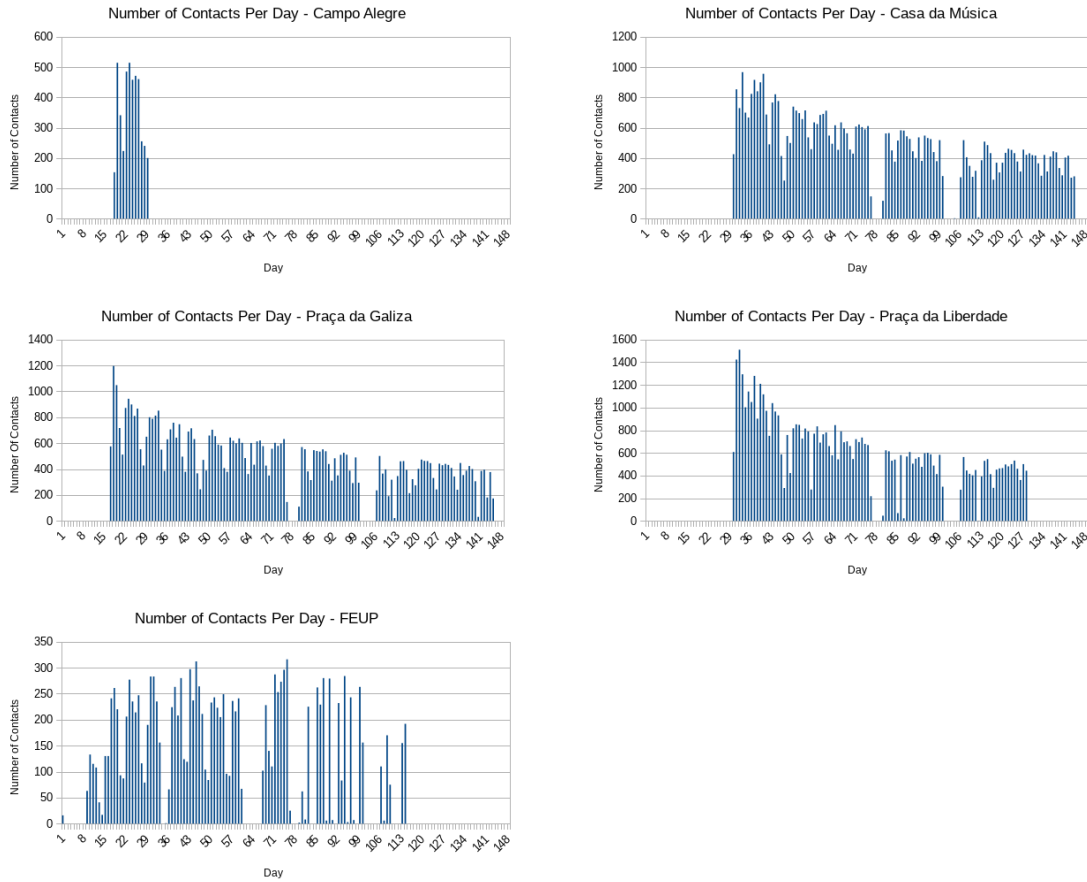 Number of Contacts Per Day - Campo Alegre
Number of Contacts
600
500
400
300
200
100
0
1 8 15 22 29 36 43 50 57 64 71 78 85 92 99 106 113 120 127 134 141 148
Day
Number of Contacts Per Day - Casa da Música
Number of Contacts
1200
1000
800
600
400
200
0
1 8 15 22 29 36 43 50 57 64 71 78 85 92 99 106 113 120 127 134 141 148
Day
Number of Contacts Per Day - Praça da Galiza
Number Of Contacts
1400
1200
1000
800
600
400
200
0
1 8 15 22 29 36 43 50 57 64 71 78 85 92 99 106 113 120 127 134 141 148
Day
Number of Contacts Per Day - Praça da Liberdade
Number of Contacts
1600
1400
1200
1000
800
600
400
200
0
1 8 15 22 29 36 43 50 57 64 71 78 85 92 99 106 113 120 127 134 141 148
Day
Number of Contacts Per Day - FEUP
Number of Contacts
350
300
250
200
150
100
50
0
1 8 15 22 29 36 43 50 57 64 71 78 85 92 99 106 113 120 127 134 141 148
Day